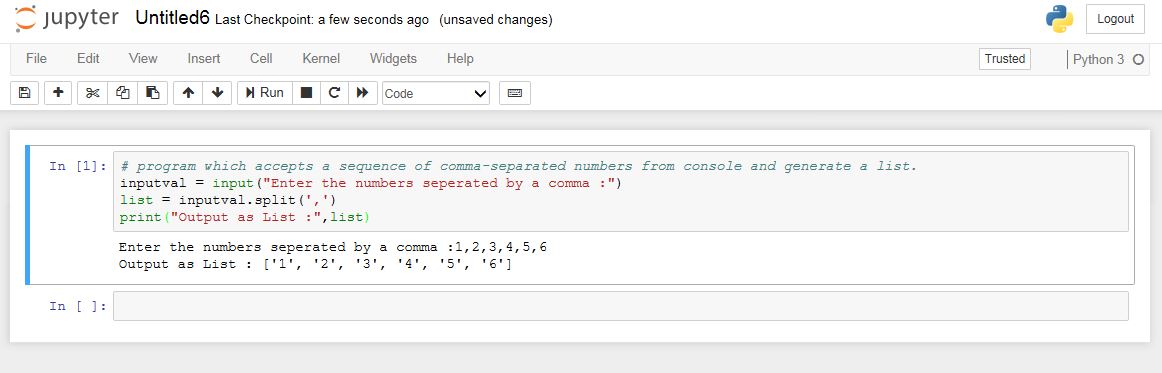 jupyter Untitled6 Last Checkpoint: a few seconds ago (unsaved changes) Logout
File Edit View Insert Cell Kernel Widgets Help Trusted Python 3
Run Code
In [1]: # program which accepts a sequence of comma-separated numbers from console and generate a list.
inputval = input("Enter the numbers seperated by a comma :")
list = inputval.split(',')
print("Output as List :",list)
Enter the numbers seperated by a comma :1,2,3,4,5,6
Output as List : ['1', '2', '3', '4', '5', '6']
In [ ]: